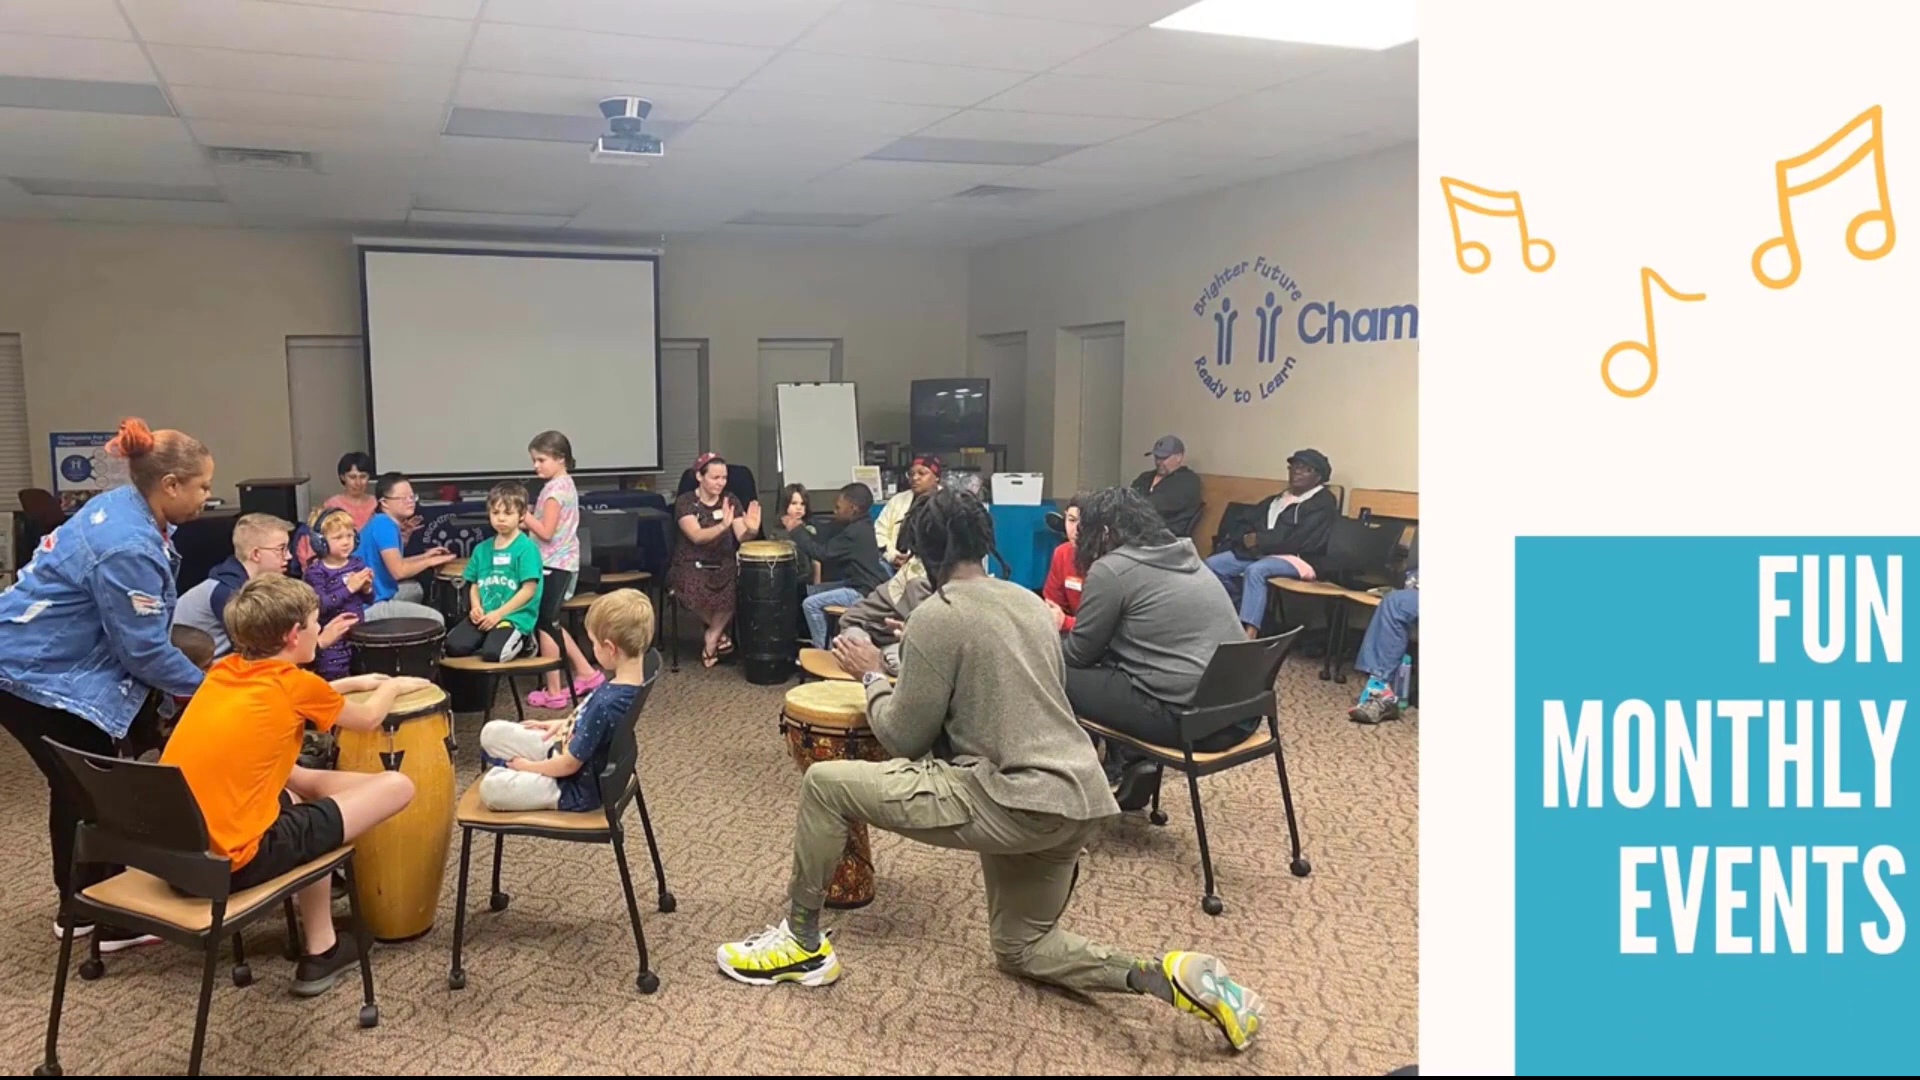 Brighter Future
Cham
Ready to Learn
FUN
MONTHLY
EVENTS